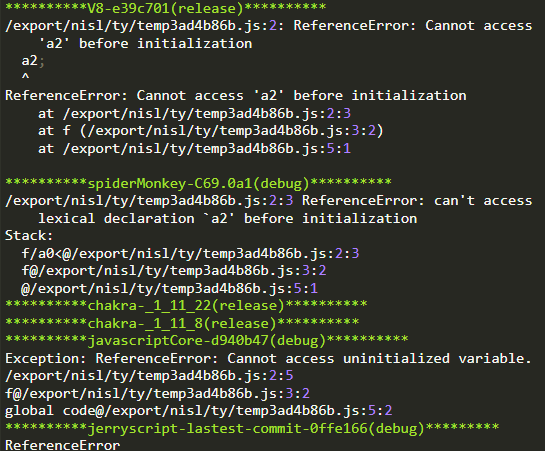 **********V8-e39c701(release)**********
/export/nisl/ty/temp3ad4b86b.js:2: ReferenceError: Cannot access
'a2' before initialization
a2;
^
ReferenceError: Cannot access 'a2' before initialization
at /export/nisl/ty/temp3ad4b86b.js:2:3
at f (/export/nisl/ty/temp3ad4b86b.js:3:2)
at /export/nisl/ty/temp3ad4b86b.js:5:1
**********spiderMonkey-C69.0a1(debug)**********
/export/nisl/ty/temp3ad4b86b.js:2:3 ReferenceError: can't access
lexical declaration `a2' before initialization
Stack:
f/a0<@/export/nisl/ty/temp3ad4b86b.js:2:3
f@/export/nisl/ty/temp3ad4b86b.js:3:2
@/export/nisl/ty/temp3ad4b86b.js:5:1
**********chakra-_1_11_22(release)**********
**********chakra-_1_11_8(release)**********
**********javascriptCore-d940b47(debug)**********
Exception: ReferenceError: Cannot access uninitialized variable.
/export/nisl/ty/temp3ad4b86b.js:2:5
f@/export/nisl/ty/temp3ad4b86b.js:3:2
global code@/export/nisl/ty/temp3ad4b86b.js:5:2
**********jerryscript-lastest-commit-0ffe166(debug)*********
ReferenceError